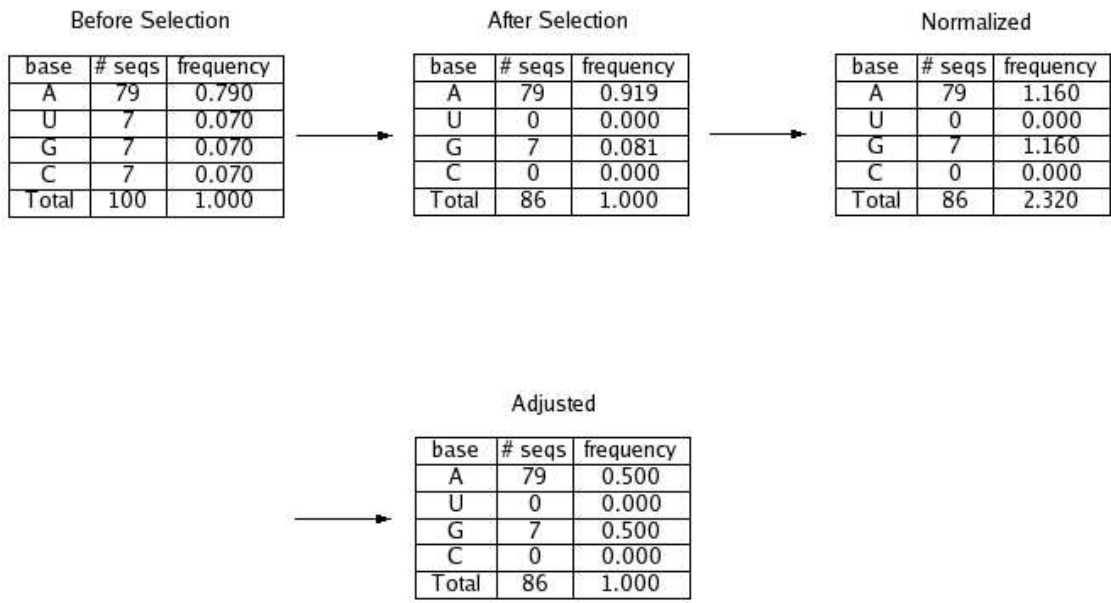 Before Selection
After Selection
Normalized
base # seqs frequency
A 79 0.790
U 7 0.070
G 7 0.070
C 7 0.070
Total 100 1.000
base # seqs frequency
A 79 0.919
U 0 0.000
G 7 0.081
C 0 0.000
Total 86 1.000
base # seqs frequency
A 79 1.160
U 0 0.000
G 7 1.160
C 0 0.000
Total 86 2.320
Adjusted
base # seqs frequency
A 79 0.500
U 0 0.000
G 7 0.500
C 0 0.000
Total 86 1.000